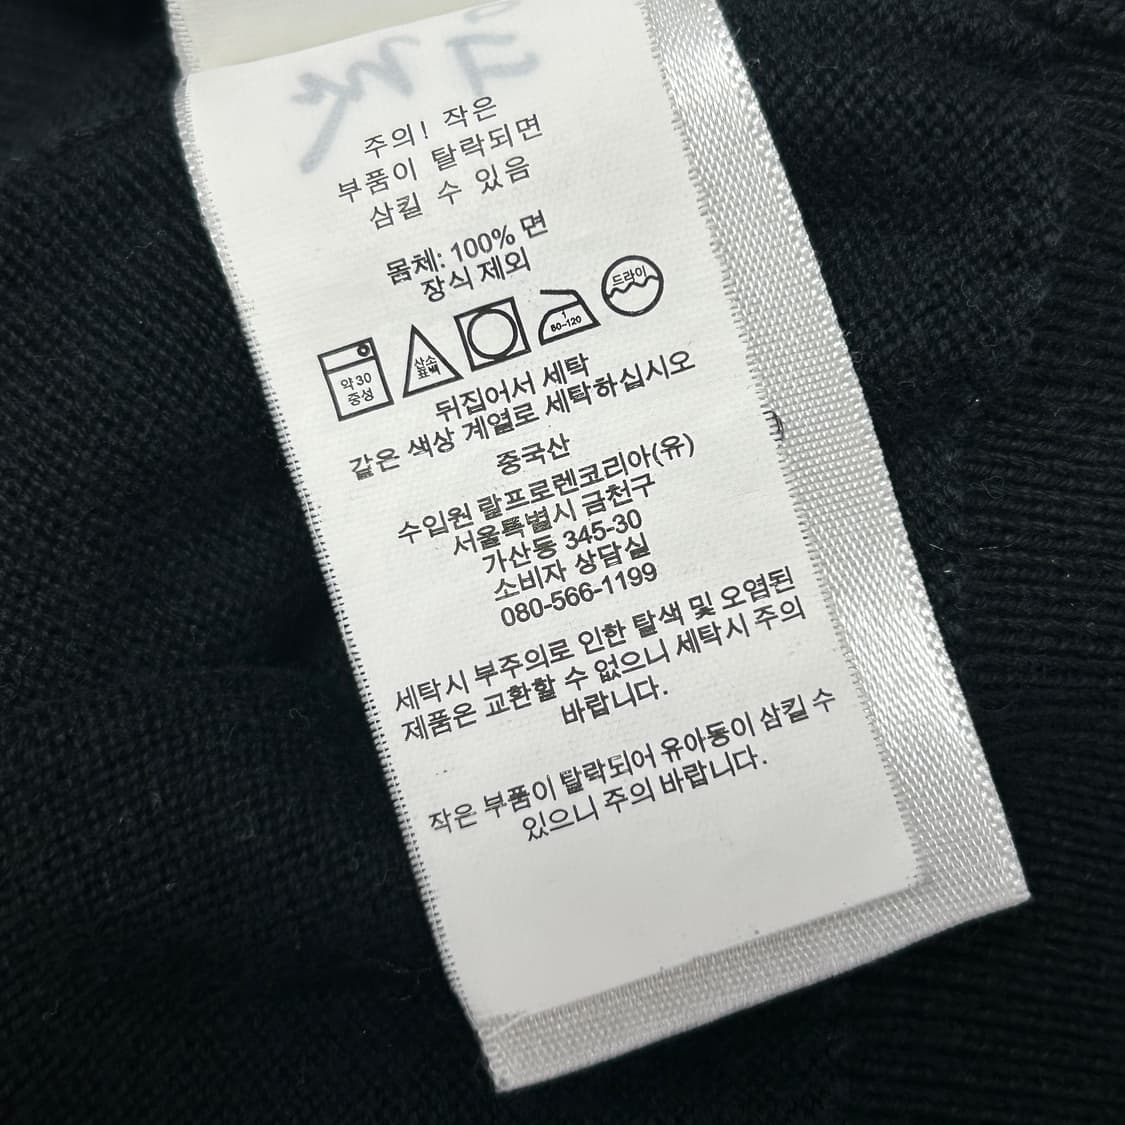 주의! 작은
부품이 탈락되면
삼킬 수 있음
몸체: 100% 면
장식 제외
약 30
중성
산소
표백
1
80~120
드라이
뒤집어서 세탁
같은 색상 계열로 세탁하십시오
중국산
수입원 랄프로렌코리아(유)
서울특별시 금천구
가산동 345-30
소비자 상담실
080-566-1199
세탁시 부주의로 인한 탈색 및 오염된
제품은 교환할 수 없으니 세탁시 주의
바랍니다.
작은 부품이 탈락되어 유아동이 삼킬 수
있으니 주의 바랍니다.